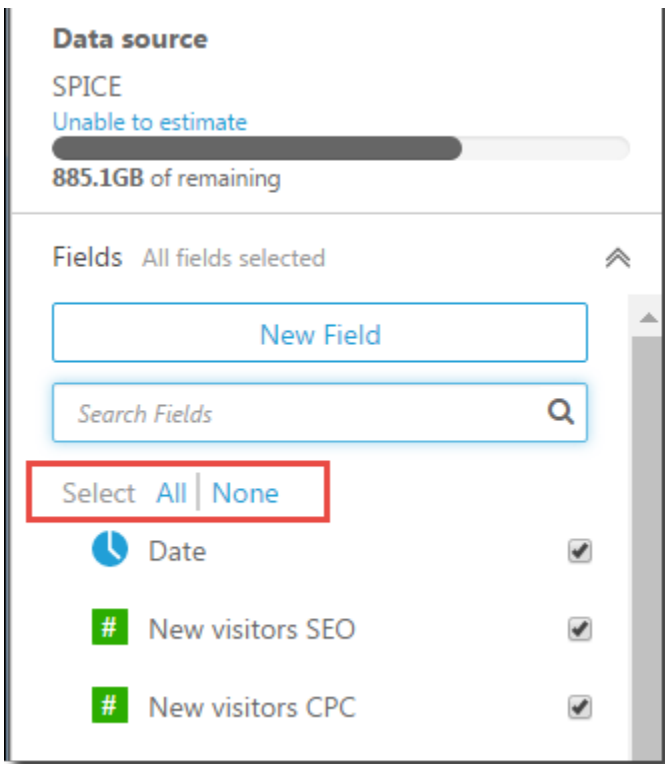 Data source
SPICE
Unable to estimate
885.1GB of remaining
Fields All fields selected
New Field
Search Fields
Select All | None
Date
# New visitors SEO
# New visitors CPC